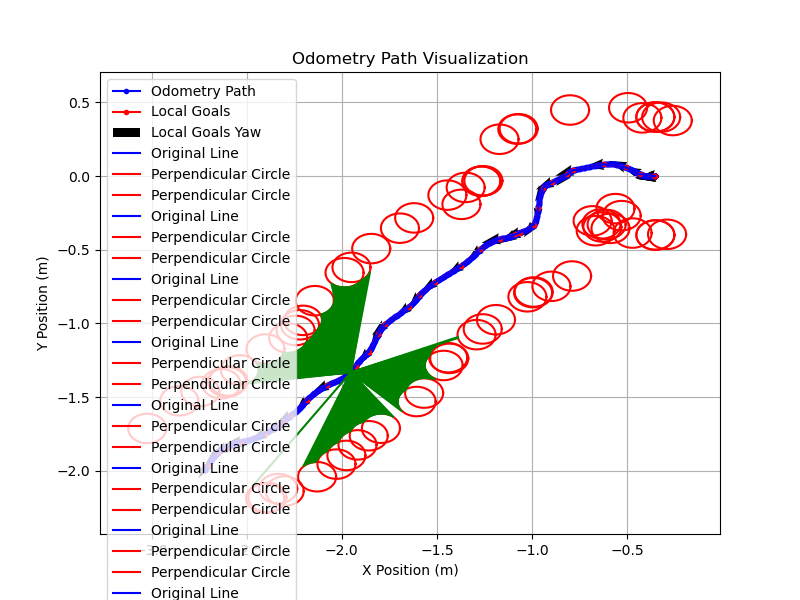 Odometry Path Visualization
Y Position (m)
0.5
0.0
−0.5
−1.0
−1.5
−2.0
Odometry Path
Local Goals
Local Goals Yaw
Original Line
Perpendicular Circle
Perpendicular Circle
Original Line
Perpendicular Circle
Perpendicular Circle
Original Line
Perpendicular Circle
Perpendicular Circle
Original Line
Perpendicular Circle
Perpendicular Circle
Original Line
Perpendicular Circle
Perpendicular Circle
Original Line
Perpendicular Circle
Perpendicular Circle
Original Line
Perpendicular Circle
Perpendicular Circle
Original Line
−2.0 −1.5 −1.0 −0.5
X Position (m)